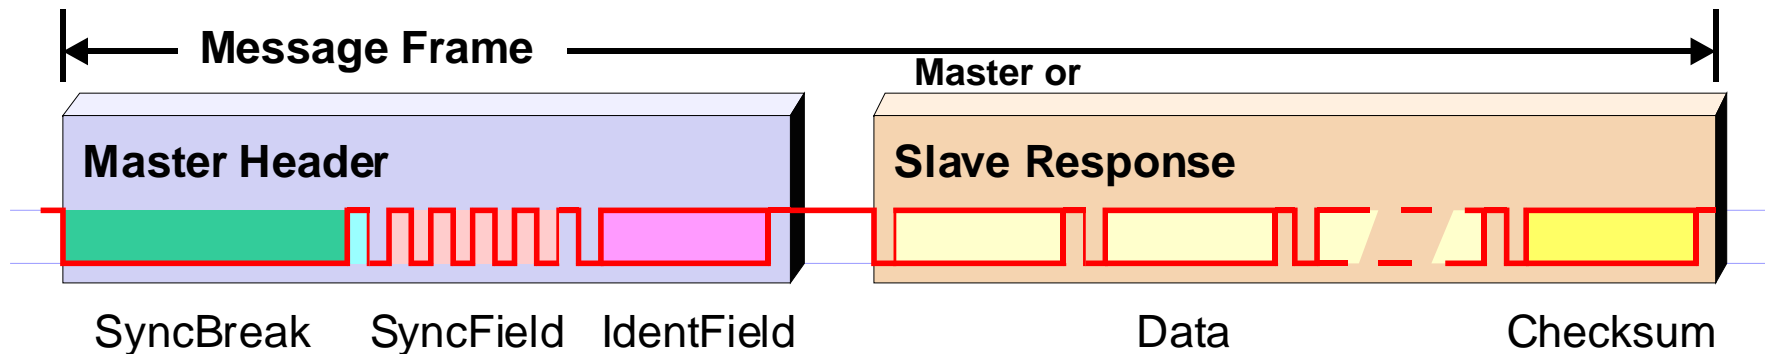 Message Frame
Master or
Master Header
Slave Response
SyncBreak SyncField IdentField Data Checksum